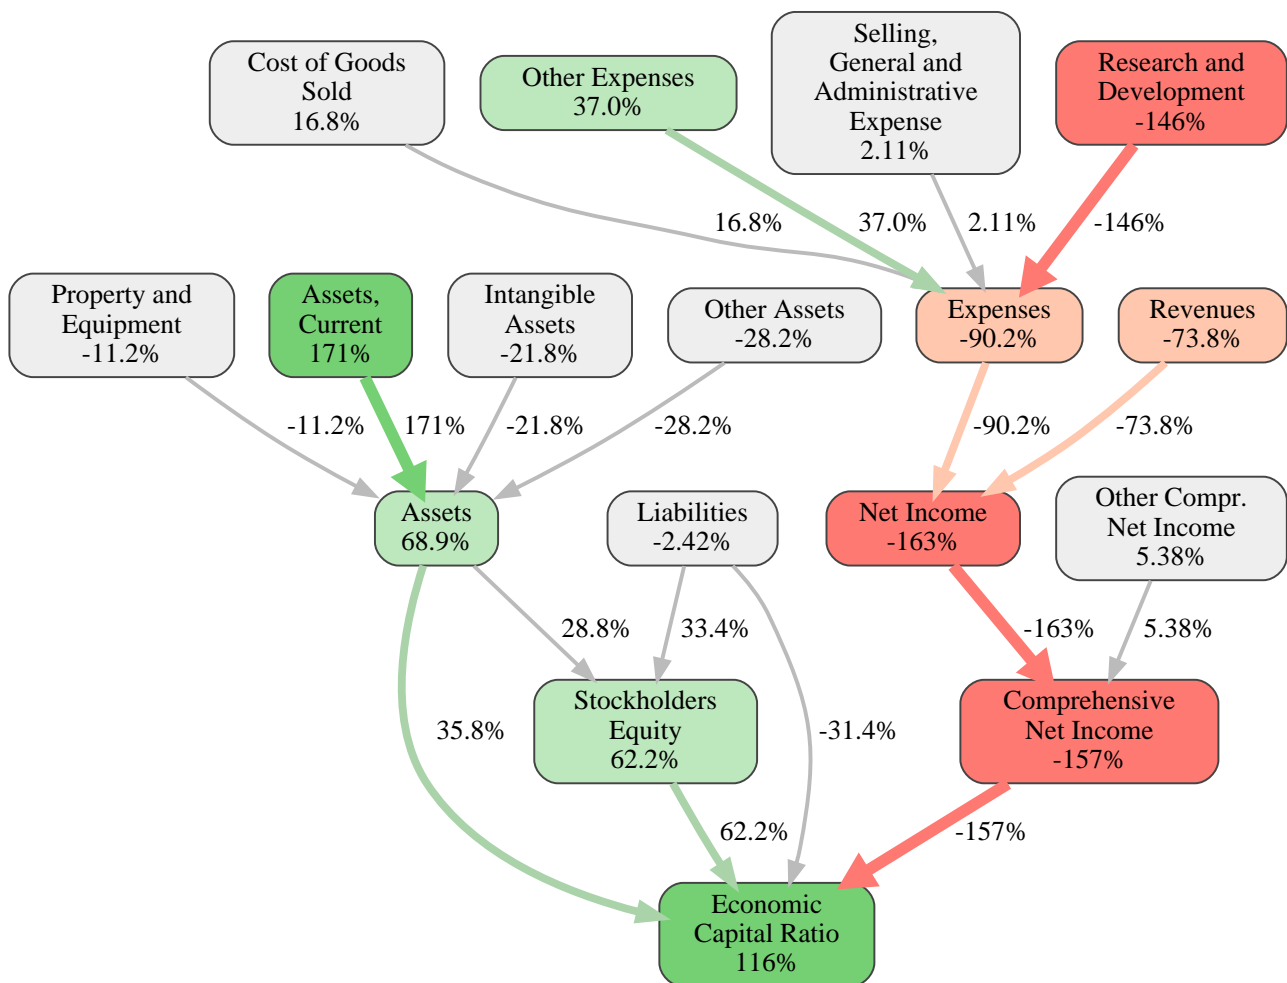 Cost of Goods
Sold
16.8%
Other Expenses
37.0%
Selling,
General and
Administrative
Expense
2.11%
Research and
Development
-146%
16.8%
37.0%
2.11%
-146%
Property and
Equipment
-11.2%
Assets,
Current
171%
Intangible
Assets
-21.8%
Other Assets
-28.2%
Expenses
-90.2%
Revenues
-73.8%
-11.2%
171%
-21.8%
-28.2%
-90.2%
-73.8%
Assets
68.9%
Liabilities
-2.42%
Net Income
-163%
Other Compr.
Net Income
5.38%
28.8%
33.4%
-163%
5.38%
Stockholders
Equity
62.2%
Comprehensive
Net Income
-157%
35.8%
-31.4%
62.2%
-157%
Economic
Capital Ratio
116%